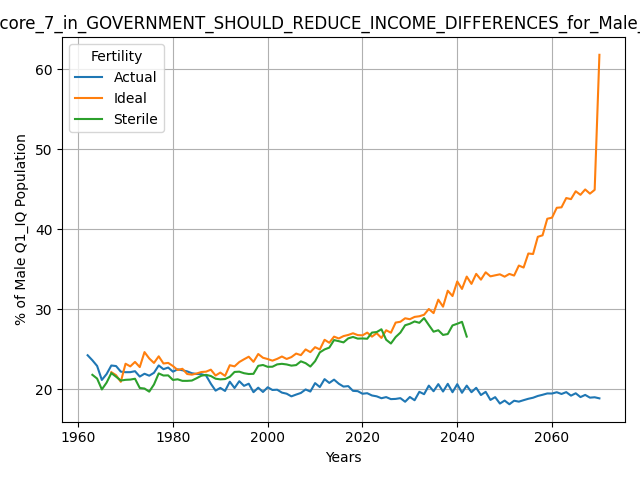 core_7_in_GOVERNMENT_SHOULD_REDUCE_INCOME_DIFFERENCES_for_Male_
Fertility
Actual
Ideal
Sterile
% of Male Q1_IQ Population
60
50
40
30
20
1960 1980 2000 2020 2040 2060
Years